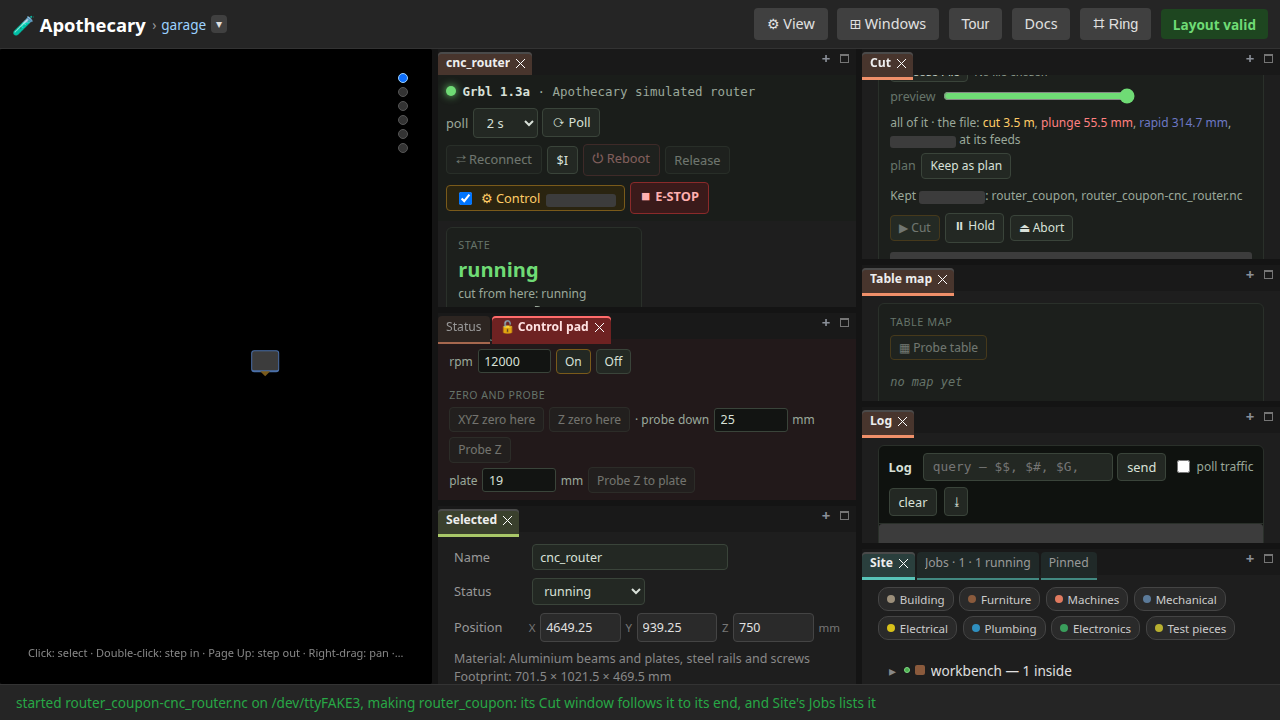 🧪 Apothecary › garage ▾
⚙ View
⊞ Windows
Tour
Docs
⌗ Ring
Layout valid
Click: select · Double-click: step in · Page Up: step out · Right-drag: pan ·…
cnc_router
Grbl 1.3a · Apothecary simulated router
poll 2 s ⟳ Poll
⇄ Reconnect $I ⏻ Reboot Release
⚙ Control ■ E-STOP
STATE
running
cut from here: running
Status 🔓 Control pad
rpm 12000 On Off
ZERO AND PROBE
XYZ zero here Z zero here · probe down 25 mm
Probe Z
plate 19 mm Probe Z to plate
Selected
Name cnc_router
Status running
Position X 4649.25 Y 939.25 Z 750 mm
Material: Aluminium beams and plates, steel rails and screws
Footprint: 701.5 × 1021.5 × 469.5 mm
Cut
preview
all of it · the file: cut 3.5 m, plunge 55.5 mm, rapid 314.7 mm,
at its feeds
plan Keep as plan
Kept : router_coupon, router_coupon-cnc_router.nc
▶ Cut ⏸ Hold ⏏ Abort
Table map
TABLE MAP
▦ Probe table
no map yet
Log
Log query — $$, $#, $G, send poll traffic
clear ⤓
Site Jobs · 1 · 1 running Pinned
Building Furniture Machines Mechanical
Electrical Plumbing Electronics Test pieces
▸ workbench — 1 inside
started router_coupon-cnc_router.nc on /dev/ttyFAKE3, making router_coupon: its Cut window follows it to its end, and Site's Jobs lists it